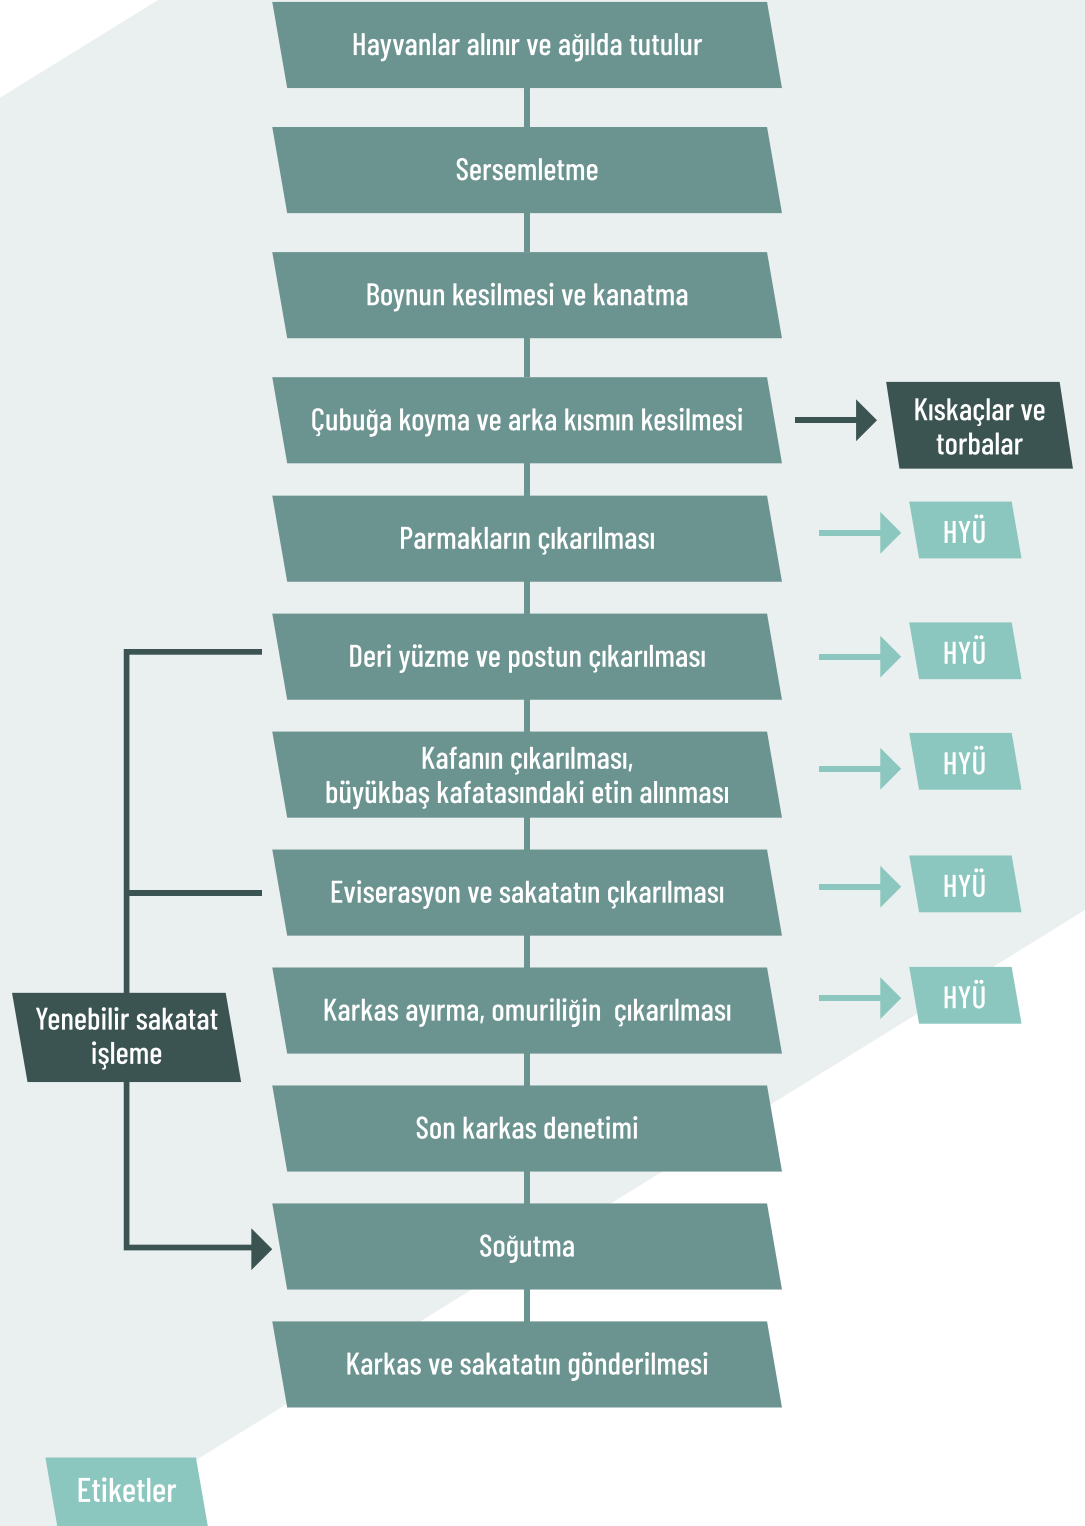 Hayvanlar alınır ve ağılda tutulur
Sersemletme
Boynun kesilmesi ve kanatma
Çubuğa koyma ve arka kısmın kesilmesi
Kıskaçlar ve
torbalar
Parmakların çıkarılması
HYÜ
Deri yüzme ve postun çıkarılması
HYÜ
Kafanın çıkarılması,
büyükbaş kafatasındaki etin alınması
HYÜ
Eviserasyon ve sakatatın çıkarılması
HYÜ
Karkas ayırma, omuriliğin  çıkarılması
HYÜ
Yenebilir sakatat
işleme
Son karkas denetimi
Soğutma
Karkas ve sakatatın gönderilmesi
Etiketler